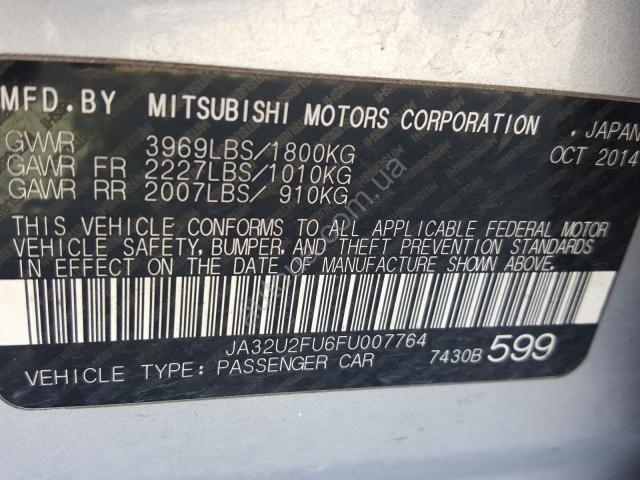 MFD. BY MITSUBISHI MOTORS CORPORATION , JAPAN
GVWR 3969LBS/1800KG OCT 2014
GAWR FR 2227LBS/1010KG
GAWR RR 2007LBS/ 910KG
THIS VEHICLE CONFORMS TO ALL APPLICABLE FEDERAL MOTOR
VEHICLE SAFETY, BUMPER, AND THEFT PREVENTION STANDARDS
IN EFFECT ON THE DATE OF MANUFACTURE SHOWN ABOVE.
JA32U2FU6FU007764
VEHICLE TYPE: PASSENGER CAR 7430B 599